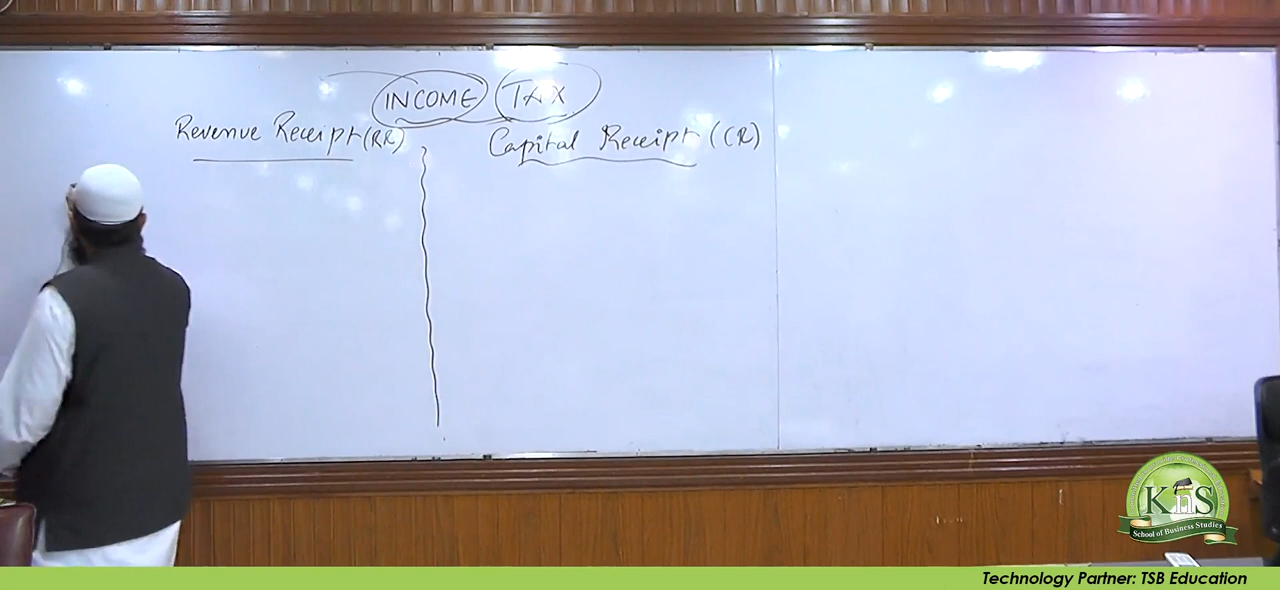 INCOME TAX
Revenue Receipt (RR)
Capital Receipt (CR)
KnS
School of Business Studies
Technology Partner: TSB Education